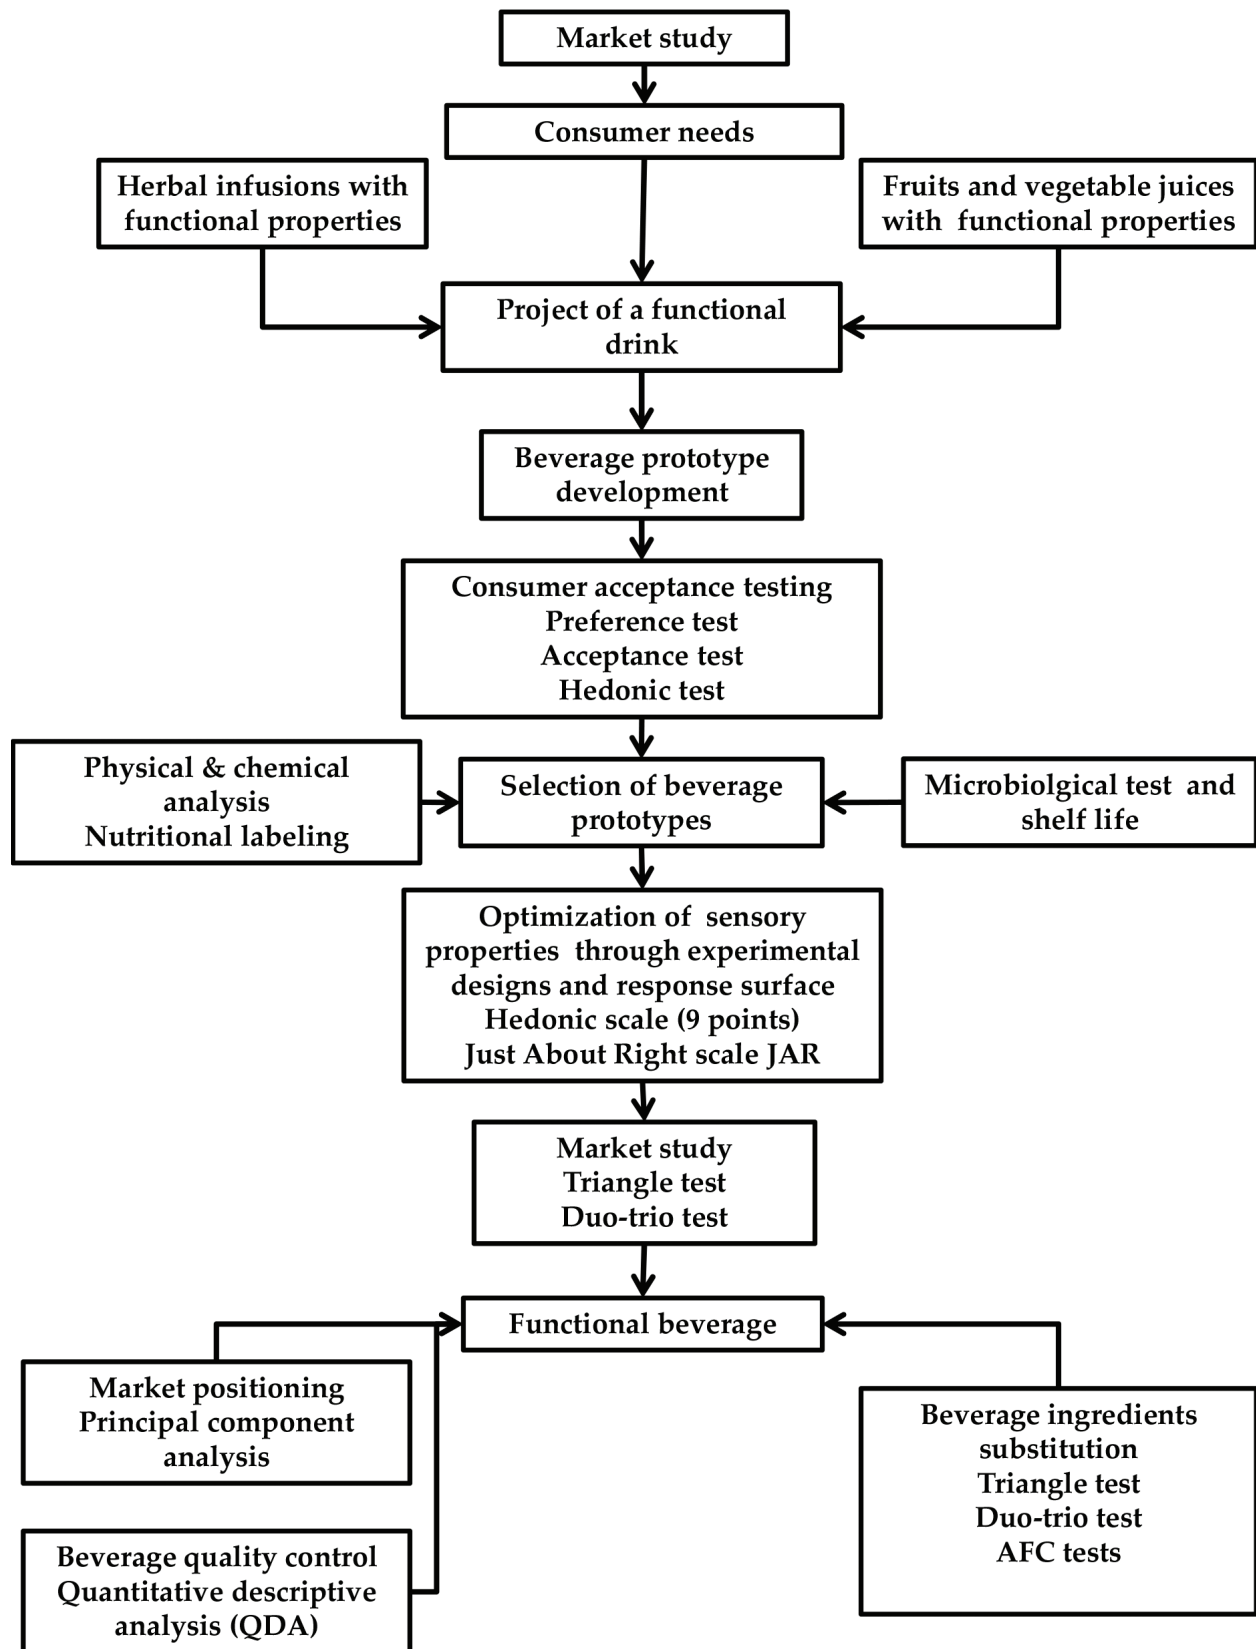 Market study
Consumer needs
Herbal infusions with
functional properties
Fruits and vegetable juices
with functional properties
Project of a functional
drink
Beverage prototype
development
Consumer acceptance testing
Preference test
Acceptance test
Hedonic test
Physical & chemical
analysis
Nutritional labeling
Selection of beverage
prototypes
Microbiolgical test and
shelf life
Optimization of sensory
properties through experimental
designs and response surface
Hedonic scale (9 points)
Just About Right scale JAR
Market study
Triangle test
Duo-trio test
Functional beverage
Market positioning
Principal component
analysis
Beverage ingredients
substitution
Triangle test
Duo-trio test
AFC tests
Beverage quality control
Quantitative descriptive
analysis (QDA)